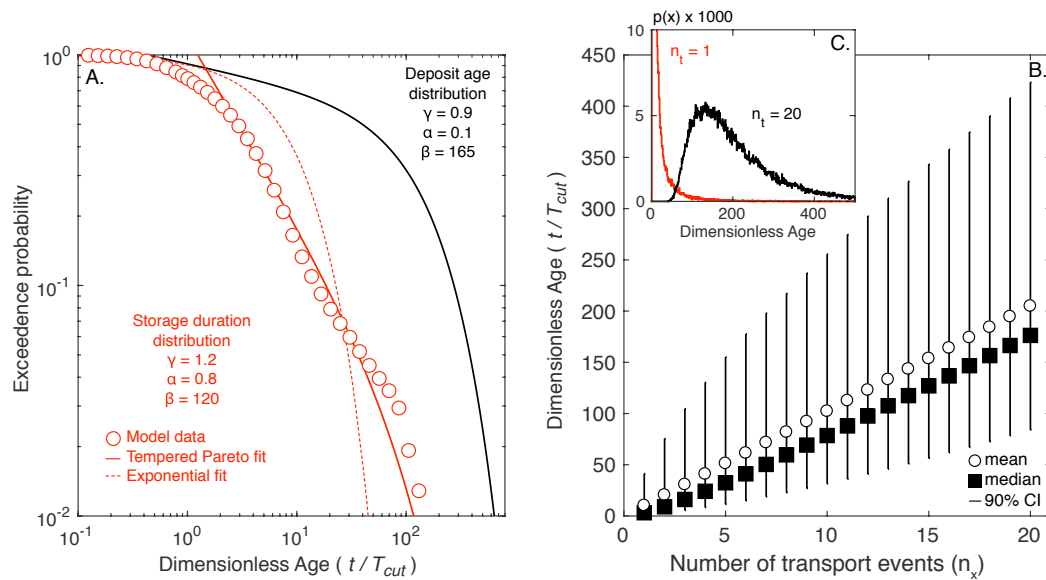 A.
10^0
10^-1
10^-2
Exceedence probability
Deposit age
distribution
γ = 0.9
α = 0.1
β = 165
Storage duration
distribution
γ = 1.2
α = 0.8
β = 120
Model data
Tempered Pareto fit
Exponential fit
10^-1
10^0
10^1
10^2
Dimensionless Age ( t / T_cut )
p(x) x 1000
C.
10
5
0
n_t = 1
n_t = 20
0
200
400
Dimensionless Age
B.
450
400
350
300
250
200
150
100
50
0
Dimensionless Age ( t / T_cut )
mean
median
90% CI
0
5
10
15
20
Number of transport events (n_x)